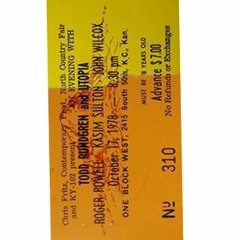 Chris Fritz, Contemporary Prod., North Country Fair
and KY-102 present AN EVENING WITH
TODD RUNDGREN and UTOPIA
ROGER POWELL, KASIM SULTON, JOHN WILCOX
October 17, 1978 8:30 pm
ONE BLOCK WEST, 2415 South 50th, K.C., Kan.
MUST BE 18 YEARS OLD
Advance $7.00
No Refunds or Exchanges
No 310